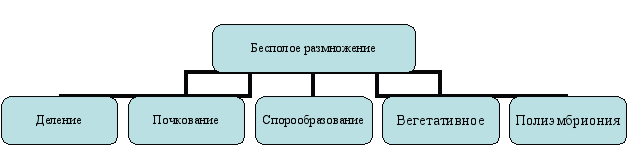 Бесполое размножение
Деление
Почкование
Спорообразование
Вегетативное
Полиэмбриония